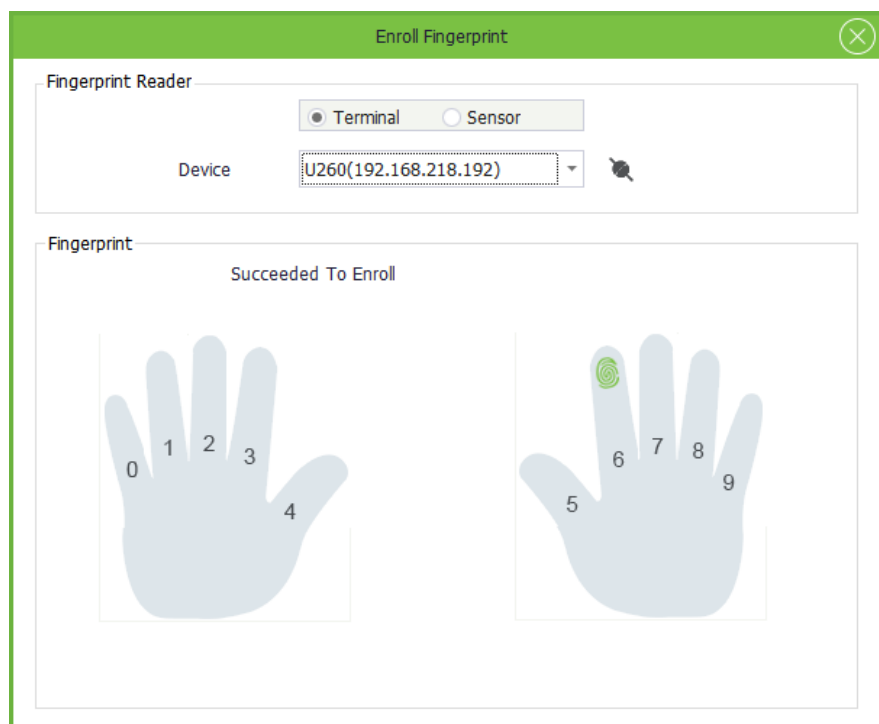 Enroll Fingerprint
Fingerprint Reader
Terminal Sensor
Device U260(192.168.218.192)
Fingerprint
Succeeded To Enroll
0 1 2 3 4 5 6 7 8 9